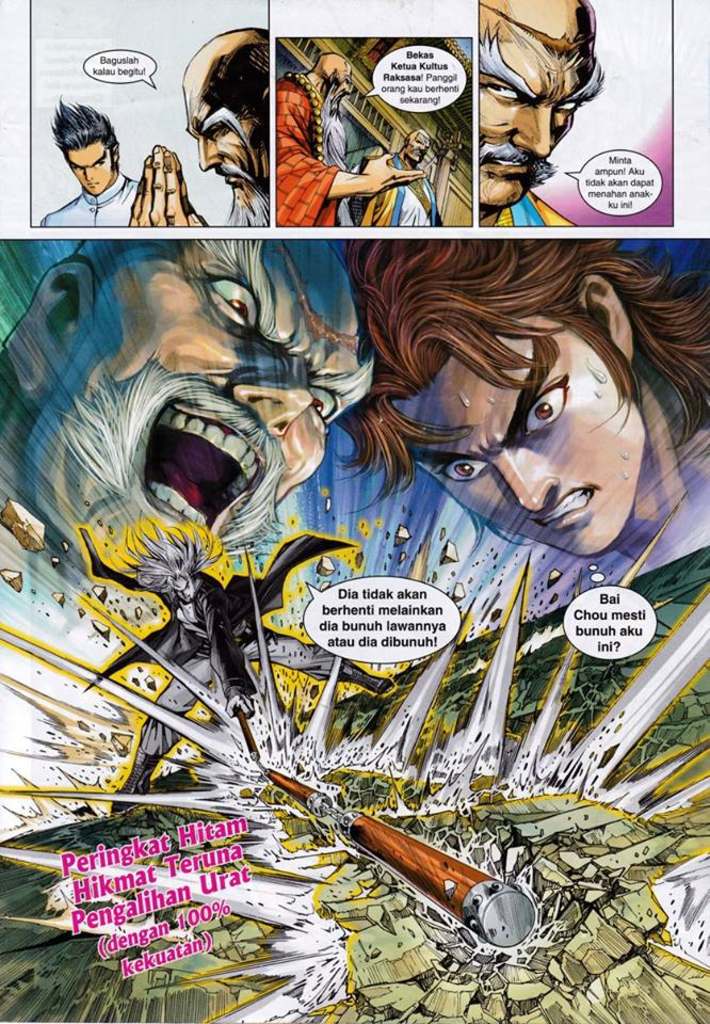 Baguslah
kalau begitu!
Bekas
Ketua Kultus
Raksasa! Panggil
orang kau berhenti
sekarang!
Minta
ampun! Aku
tidak akan dapat
menahan anak-
ku ini!
Dia tidak akan
berhenti melainkan
dia bunuh lawannya
atau dia dibunuh!
Bai
Chou mesti
bunuh aku
ini?
Peringkat Hitam
Hikmat Teruna
Pengalihan Urat
(dengan 100%
kekuatan)